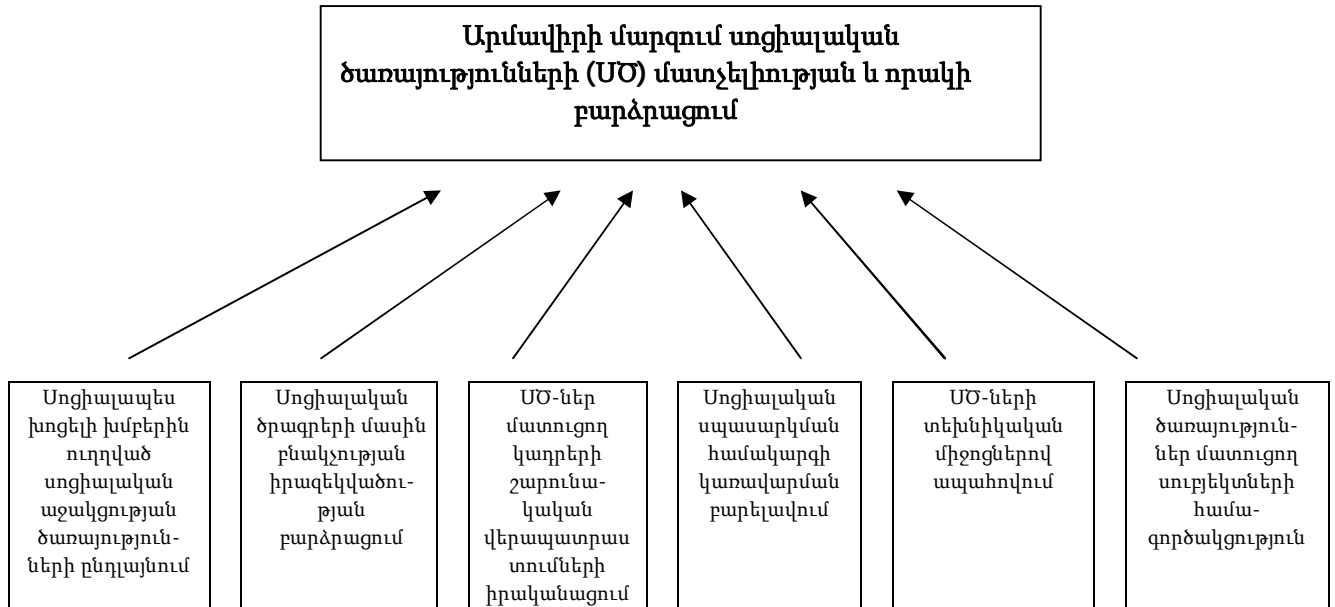 Արմավիրի մարզում սոցիալական
ծառայությունների (ՍԾ) մատչելիության և որակի
բարձրացում
Սոցիալապես
խոցելի խմբերին
ուղղված
սոցիալական
աջակցության
ծառայություն-
ների ընդլայնում
Սոցիալական
ծրագրերի մասին
բնակչության
իրազեկվածու-
թյան
բարձրացում
ՍԾ-ներ
մատուցող
կադրերի
շարունա-
կական
վերապատրաս
տումների
իրականացում
Սոցիալական
սպասարկման
համակարգի
կառավարման
բարելավում
ՍԾ-ների
տեխնիկական
միջոցներով
ապահովում
Սոցիալական
ծառայություն-
ներ մատուցող
սուբյեկտների
համա-
գործակցություն